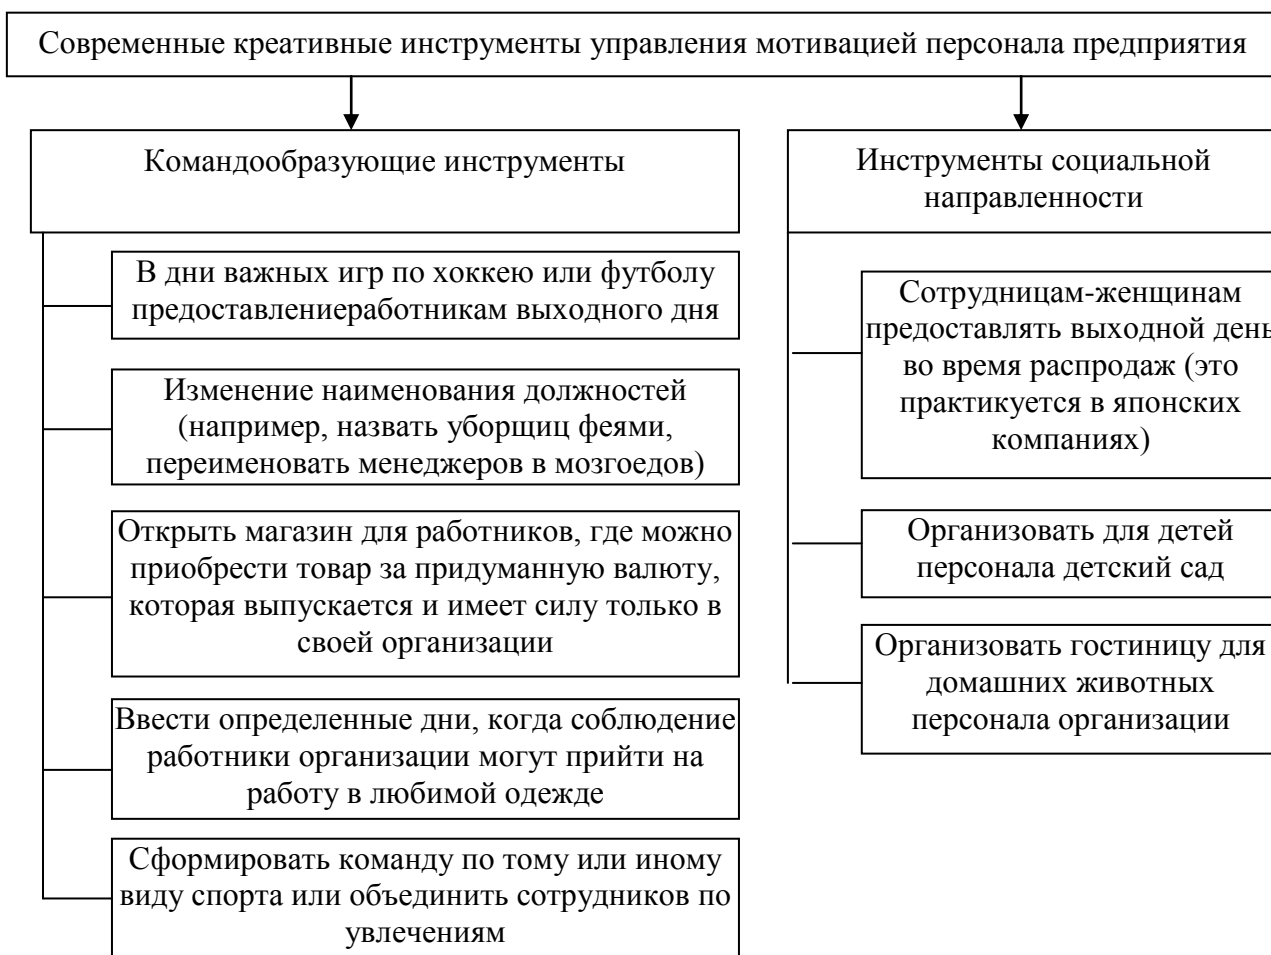 Современные креативные инструменты управления мотивацией персонала предприятия
Командообразующие инструменты
В дни важных игр по хоккею или футболу
предоставлениеработникам выходного дня
Изменение наименования должностей
(например, назвать уборщиц феями,
переименовать менеджеров в мозгоедов)
Открыть магазин для работников, где можно
приобрести товар за придуманную валюту,
которая выпускается и имеет силу только в
своей организации
Ввести определенные дни, когда соблюдение
работники организации могут прийти на
работу в любимой одежде
Сформировать команду по тому или иному
виду спорта или объединить сотрудников по
увлечениям
Инструменты социальной
направленности
Сотрудницам-женщинам
предоставлять выходной день
во время распродаж (это
практикуется в японских
компаниях)
Организовать для детей
персонала детский сад
Организовать гостиницу для
домашних животных
персонала организации